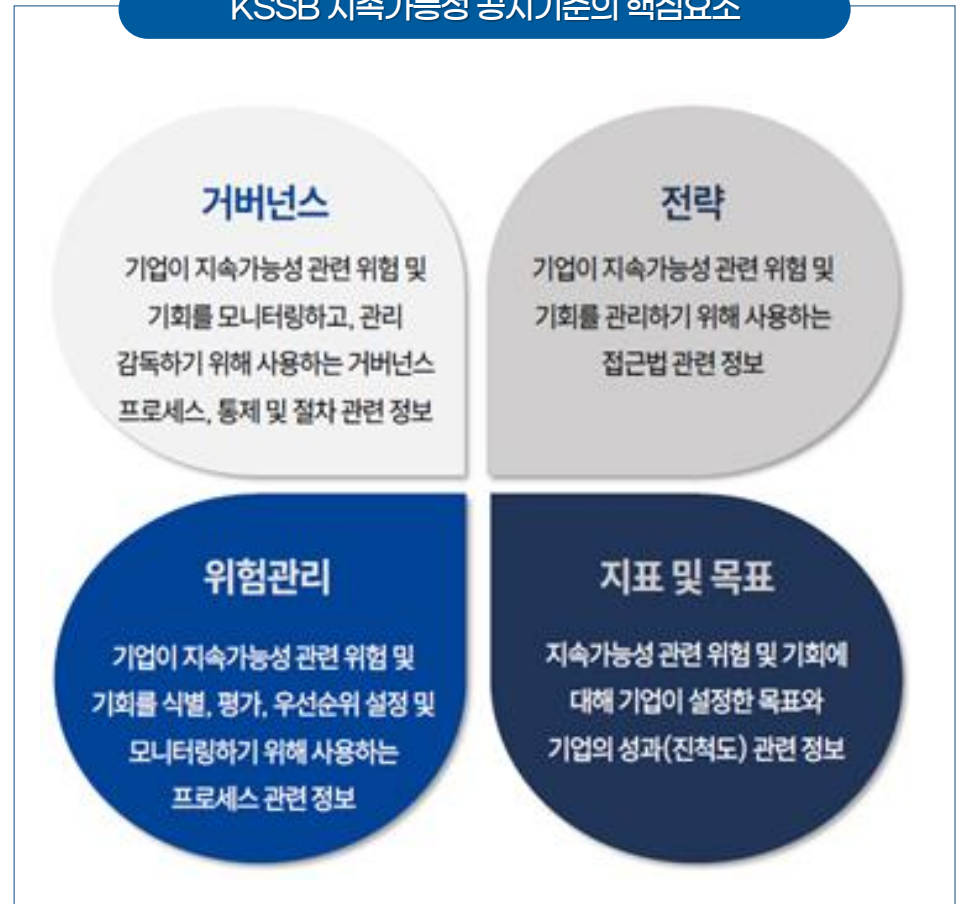 KSSB 지속가능성 공시기준의 핵심요소
거버넌스
기업이 지속가능성 관련 위험 및
기회를 모니터링하고, 관리
감독하기 위해 사용하는 거버넌스
프로세스, 통제 및 절차 관련 정보
전략
기업이 지속가능성 관련 위험 및
기회를 관리하기 위해 사용하는
접근법 관련 정보
위험관리
기업이 지속가능성 관련 위험 및
기회를 식별, 평가, 우선순위 설정 및
모니터링하기 위해 사용하는
프로세스 관련 정보
지표 및 목표
지속가능성 관련 위험 및 기회에
대해 기업이 설정한 목표와
기업의 성과(진척도) 관련 정보